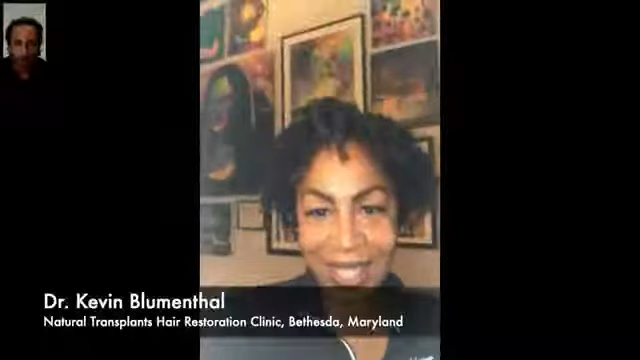 Dr. Kevin Blumenthal
Natural Transplants Hair Restoration Clinic, Bethesda, Maryland